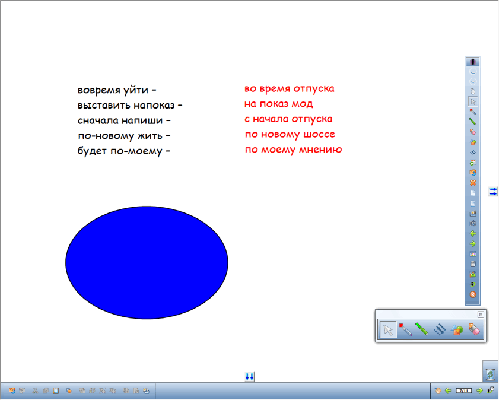 вовремя уйти –
во время отпуска
выставить напоказ –
на показ мод
сначала напиши –
с начала отпуска
по-новому жить –
по новому шоссе
будет по-моему –
по моему мнению